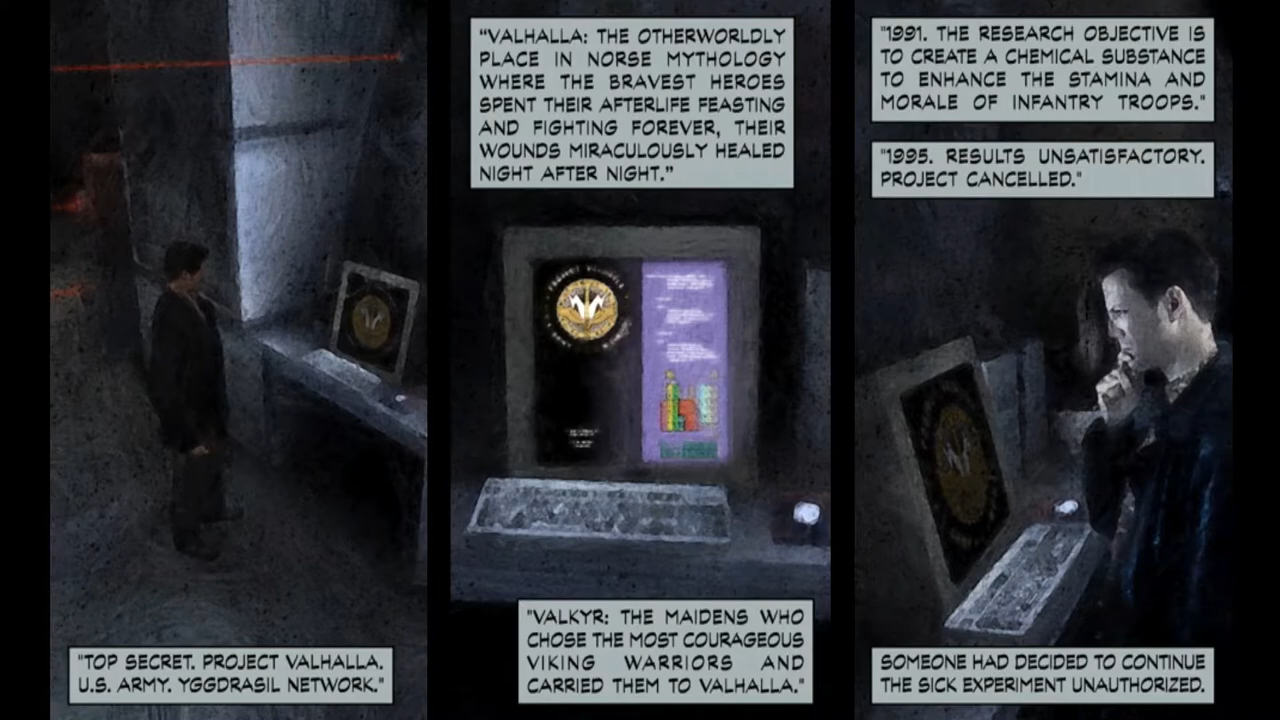 "TOP SECRET. PROJECT VALHALLA.
U.S. ARMY. YGGDRASIL NETWORK."
"VALHALLA: THE OTHERWORLDLY
PLACE IN NORSE MYTHOLOGY
WHERE THE BRAVEST HEROES
SPENT THEIR AFTERLIFE FEASTING
AND FIGHTING FOREVER, THEIR
WOUNDS MIRACULOUSLY HEALED
NIGHT AFTER NIGHT."
"VALKYR: THE MAIDENS WHO
CHOSE THE MOST COURAGEOUS
VIKING WARRIORS AND
CARRIED THEM TO VALHALLA."
"1991. THE RESEARCH OBJECTIVE IS
TO CREATE A CHEMICAL SUBSTANCE
TO ENHANCE THE STAMINA AND
MORALE OF INFANTRY TROOPS."
"1995. RESULTS UNSATISFACTORY.
PROJECT CANCELLED."
SOMEONE HAD DECIDED TO CONTINUE
THE SICK EXPERIMENT UNAUTHORIZED.